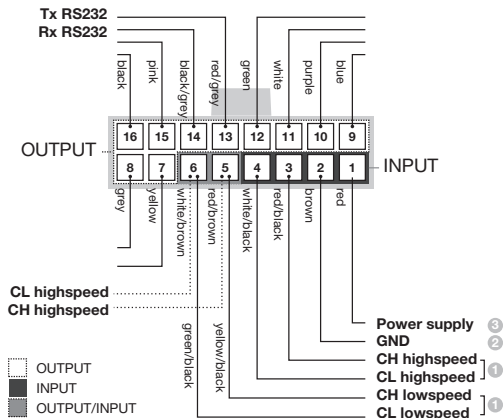 Tx RS232
Rx RS232
black
pink
black/grey
red/grey
green
white
purple
blue
16 15 14 13 12 11 10 9
OUTPUT
INPUT
8 7 6 5 4 3 2 1
grey
yellow
white/brown
red/brown
white/black
red/black
brown
red
CL highspeed
CH highspeed
green/black
yellow/black
Power supply 3
GND 2
CH highspeed
CL highspeed 1
CH lowspeed
CL lowspeed 1
OUTPUT
INPUT
OUTPUT/INPUT